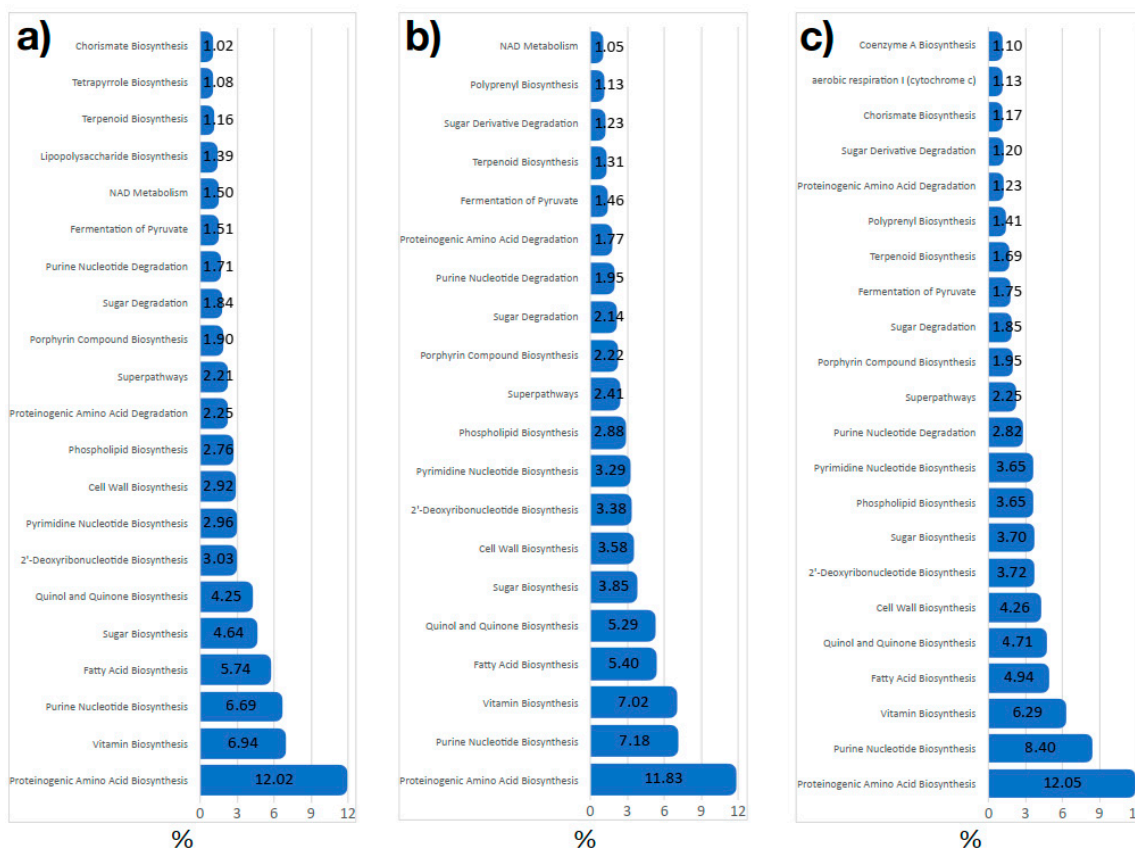 a)
Chorismate Biosynthesis 1.02
Tetrapyrrole Biosynthesis 1.08
Terpenoid Biosynthesis 1.16
Lipopolysaccharide Biosynthesis 1.39
NAD Metabolism 1.50
Fermentation of Pyruvate 1.51
Purine Nucleotide Degradation 1.71
Sugar Degradation 1.84
Porphyrin Compound Biosynthesis 1.90
Superpathways 2.21
Proteinogenic Amino Acid Degradation 2.25
Phospholipid Biosynthesis 2.76
Cell Wall Biosynthesis 2.92
Pyrimidine Nucleotide Biosynthesis 2.96
2'-Deoxyribonucleotide Biosynthesis 3.03
Quinol and Quinone Biosynthesis 4.25
Sugar Biosynthesis 4.64
Fatty Acid Biosynthesis 5.74
Purine Nucleotide Biosynthesis 6.69
Vitamin Biosynthesis 6.94
Proteinogenic Amino Acid Biosynthesis 12.02
0 3 6 9 12
%
b)
NAD Metabolism 1.05
Polyprenyl Biosynthesis 1.13
Sugar Derivative Degradation 1.23
Terpenoid Biosynthesis 1.31
Fermentation of Pyruvate 1.46
Proteinogenic Amino Acid Degradation 1.77
Purine Nucleotide Degradation 1.95
Sugar Degradation 2.14
Porphyrin Compound Biosynthesis 2.22
Superpathways 2.41
Phospholipid Biosynthesis 2.88
Pyrimidine Nucleotide Biosynthesis 3.29
2'-Deoxyribonucleotide Biosynthesis 3.38
Cell Wall Biosynthesis 3.58
Sugar Biosynthesis 3.85
Quinol and Quinone Biosynthesis 5.29
Fatty Acid Biosynthesis 5.40
Vitamin Biosynthesis 7.02
Purine Nucleotide Biosynthesis 7.18
Proteinogenic Amino Acid Biosynthesis 11.83
0 3 6 9 12
%
c)
Coenzyme A Biosynthesis 1.10
aerobic respiration I (cytochrome c) 1.13
Chorismate Biosynthesis 1.17
Sugar Derivative Degradation 1.20
Proteinogenic Amino Acid Degradation 1.23
Polyprenyl Biosynthesis 1.41
Terpenoid Biosynthesis 1.69
Fermentation of Pyruvate 1.75
Sugar Degradation 1.85
Porphyrin Compound Biosynthesis 1.95
Superpathways 2.25
Purine Nucleotide Degradation 2.82
Pyrimidine Nucleotide Biosynthesis 3.65
Phospholipid Biosynthesis 3.65
Sugar Biosynthesis 3.70
2'-Deoxyribonucleotide Biosynthesis 3.72
Cell Wall Biosynthesis 4.26
Quinol and Quinone Biosynthesis 4.71
Fatty Acid Biosynthesis 4.94
Vitamin Biosynthesis 6.29
Purine Nucleotide Biosynthesis 8.40
Proteinogenic Amino Acid Biosynthesis 12.05
0 3 6 9
%